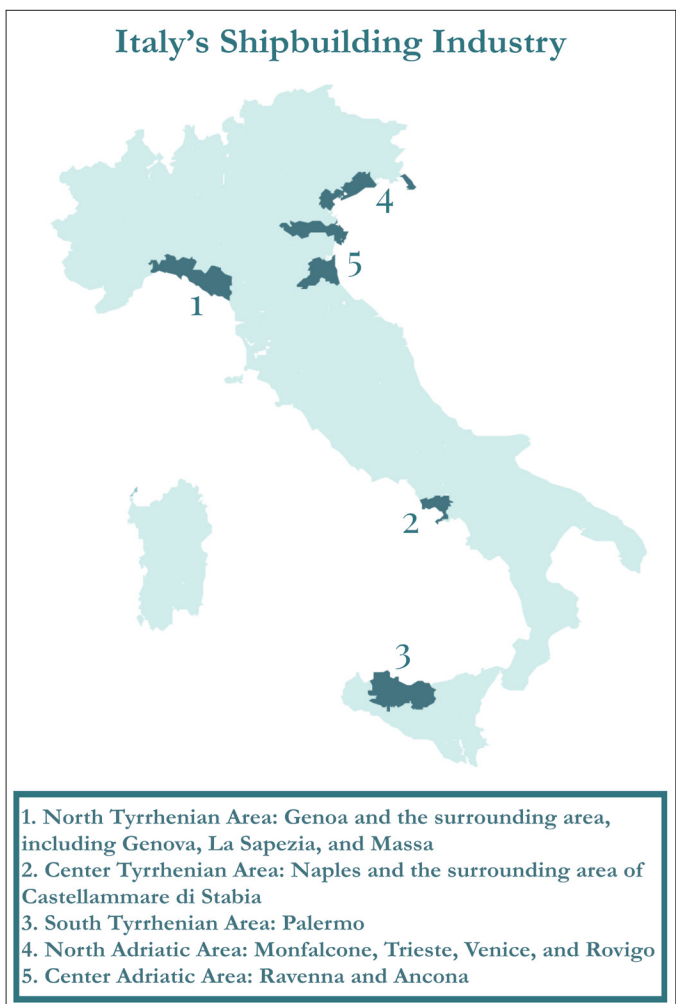 Italy's Shipbuilding Industry
4
5
1
2
3
1. North Tyrrhenian Area: Genoa and the surrounding area,
including Genova, La Sapezia, and Massa
2. Center Tyrrhenian Area: Naples and the surrounding area of
Castellammare di Stabia
3. South Tyrrhenian Area: Palermo
4. North Adriatic Area: Monfalcone, Trieste, Venice, and Rovigo
5. Center Adriatic Area: Ravenna and Ancona